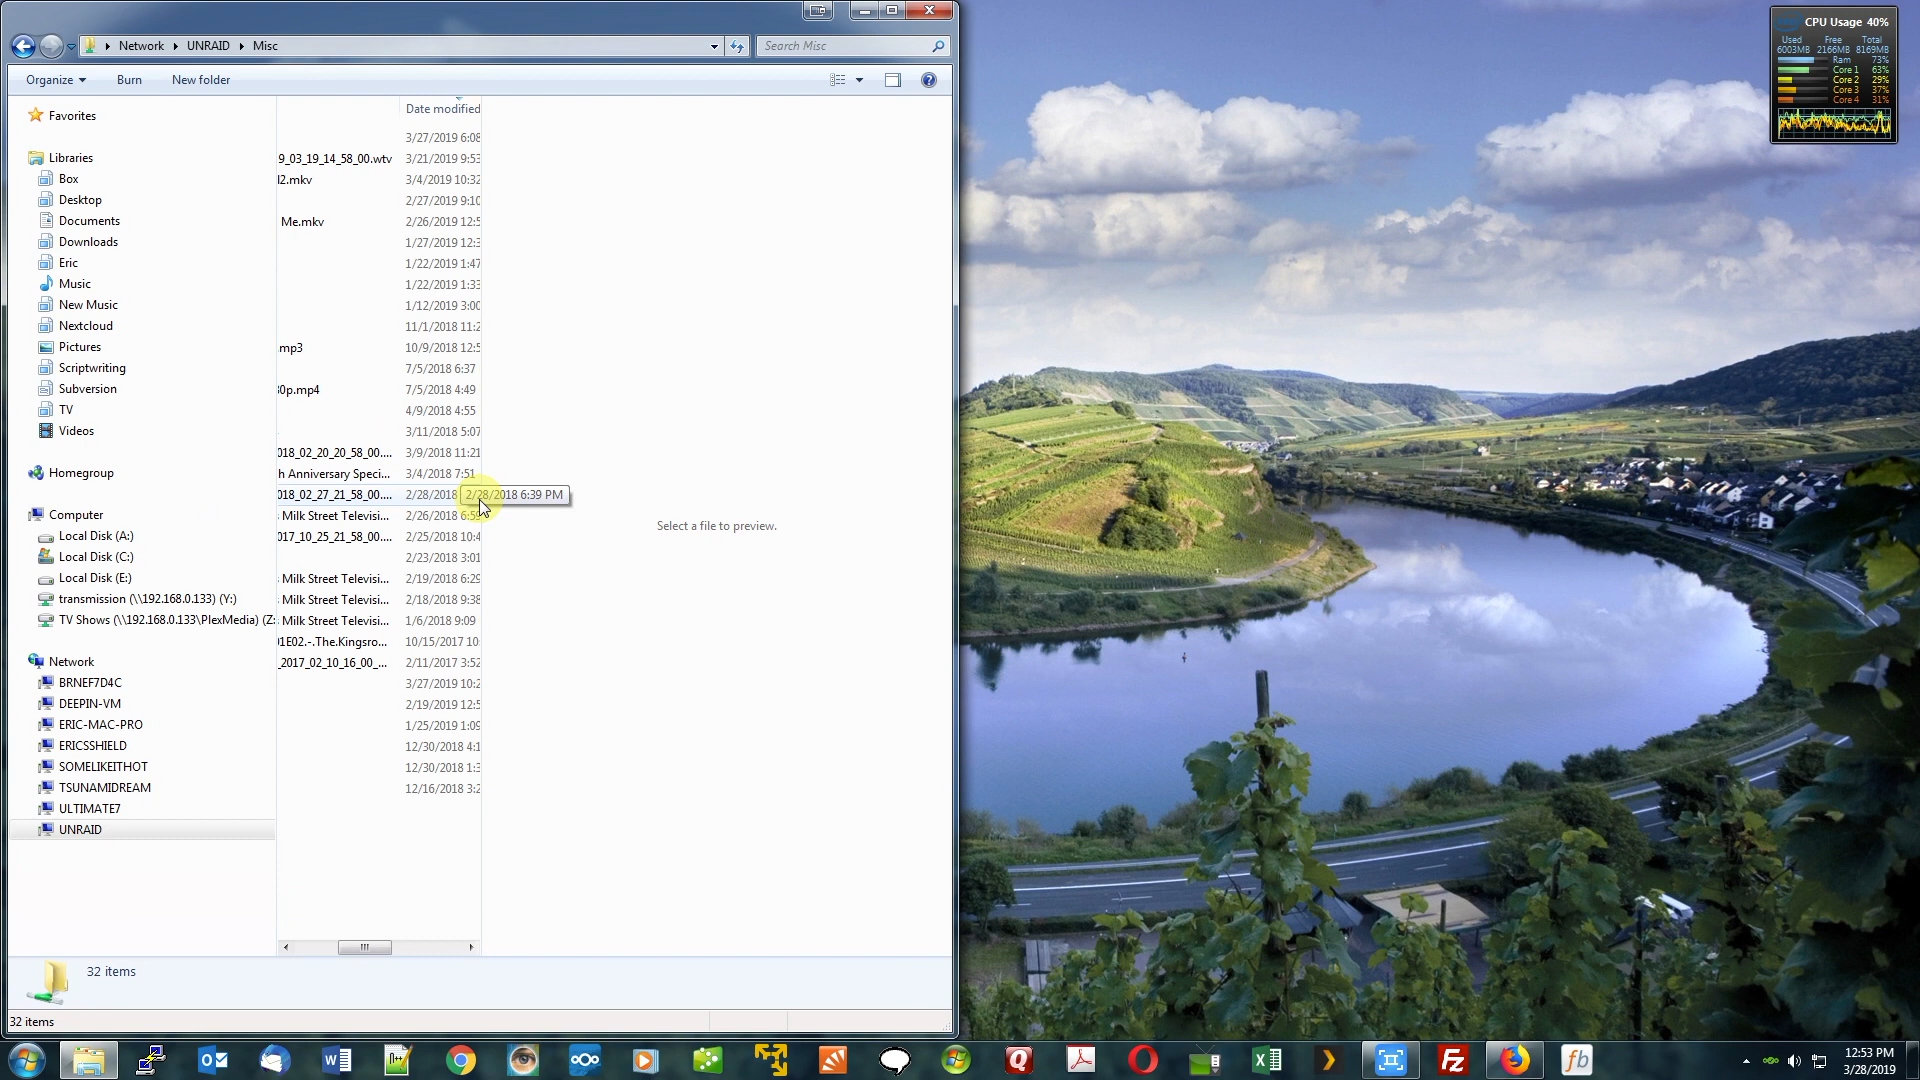 Network ▸ UNRAID ▸ Misc
Search Misc
Organize
Burn
New folder
Favorites
Libraries
Box
Desktop
Documents
Downloads
Eric
Music
New Music
Nextcloud
Pictures
Scriptwriting
Subversion
TV
Videos
Homegroup
Computer
Local Disk (A:)
Local Disk (C:)
Local Disk (E:)
transmission (\\192.168.0.133) (Y:)
TV Shows (\\192.168.0.133\PlexMedia) (Z:
Network
BRNEF7D4C
DEEPIN-VM
ERIC-MAC-PRO
ERICSSHIELD
SOMELIKEITHOT
TSUNAMIDREAM
ULTIMATE7
UNRAID
Date modified
3/27/2019 6:08
9_03_19_14_58_00.wtv 3/21/2019 9:53
l2.mkv 3/4/2019 10:32
2/27/2019 9:10
Me.mkv 2/26/2019 12:5
1/27/2019 12:3
1/22/2019 1:47
1/22/2019 1:33
1/12/2019 3:00
11/1/2018 11:2
.mp3 10/9/2018 12:5
7/5/2018 6:37
80p.mp4 7/5/2018 4:49
4/9/2018 4:55
3/11/2018 5:07
018_02_20_20_58_00.... 3/9/2018 11:21
h Anniversary Speci... 3/4/2018 7:51
018_02_27_21_58_00.... 2/28/2018
2/28/2018 6:39 PM
: Milk Street Televisi... 2/26/2018 6:59
017_10_25_21_58_00.... 2/25/2018 10:4
2/23/2018 3:01
: Milk Street Televisi... 2/19/2018 6:29
: Milk Street Televisi... 2/18/2018 9:38
: Milk Street Televisi... 1/6/2018 9:09
01E02.-.The.Kingsro... 10/15/2017 10:
_2017_02_10_16_00_... 2/11/2017 3:52
3/27/2019 10:2
2/19/2019 12:5
1/25/2019 1:09
12/30/2018 4:1
12/30/2018 1:3
12/16/2018 3:2
Select a file to preview.
32 items
32 items
CPU Usage 40%
Used Free Total
6003MB 2166MB 8169MB
Ram 73%
Core 1 63%
Core 2 29%
Core 3 37%
Core 4 31%
12:53 PM
3/28/2019